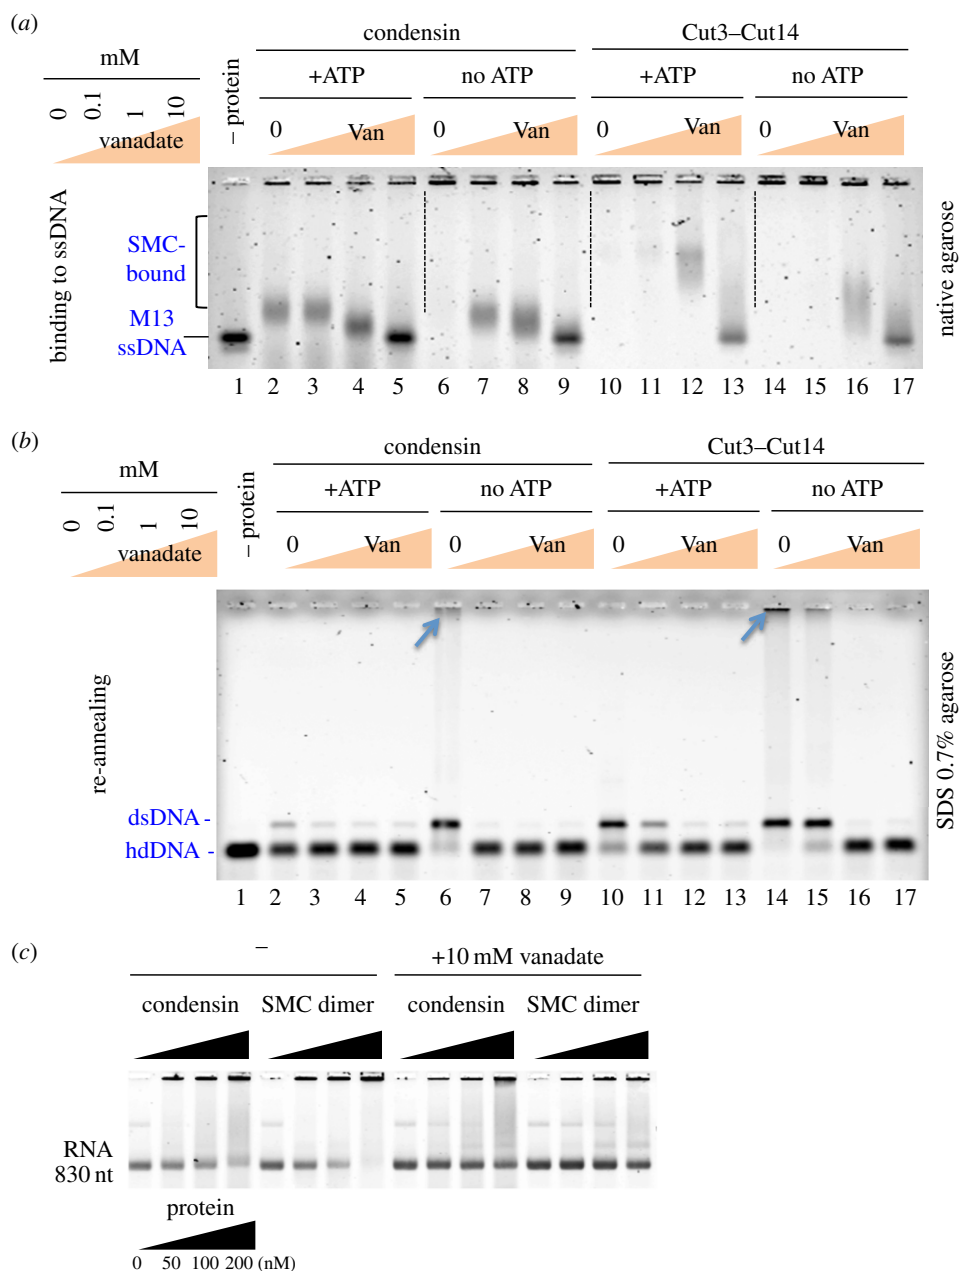 (a)
condensin
Cut3–Cut14
mM
– protein
+ATP
no ATP
+ATP
no ATP
0
0.1
1
10
vanadate
0
Van
0
Van
0
Van
0
Van
binding to ssDNA
SMC-
bound
M13
ssDNA
native agarose
1 2 3 4 5 6 7 8 9 10 11 12 13 14 15 16 17
(b)
condensin
Cut3–Cut14
mM
– protein
+ATP
no ATP
+ATP
no ATP
0
0.1
1
10
vanadate
0
Van
0
Van
0
Van
0
Van
re-annealing
dsDNA -
hdDNA -
SDS 0.7% agarose
1 2 3 4 5 6 7 8 9 10 11 12 13 14 15 16 17
(c)
–
+10 mM vanadate
condensin
SMC dimer
condensin
SMC dimer
RNA
830 nt
protein
0 50 100 200 (nM)